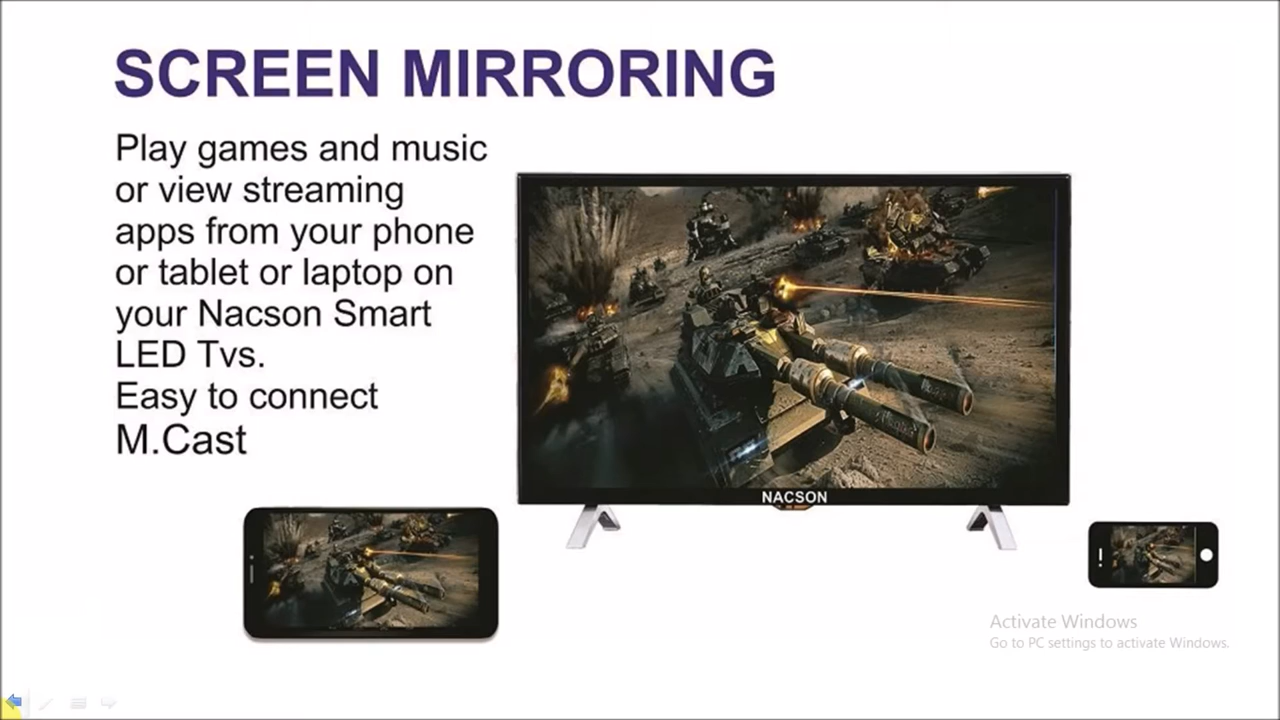 SCREEN MIRRORING
Play games and music
or view streaming
apps from your phone
or tablet or laptop on
your Nacson Smart
LED Tvs.
Easy to connect
M.Cast
NACSON
Activate Windows
Go to PC settings to activate Windows.